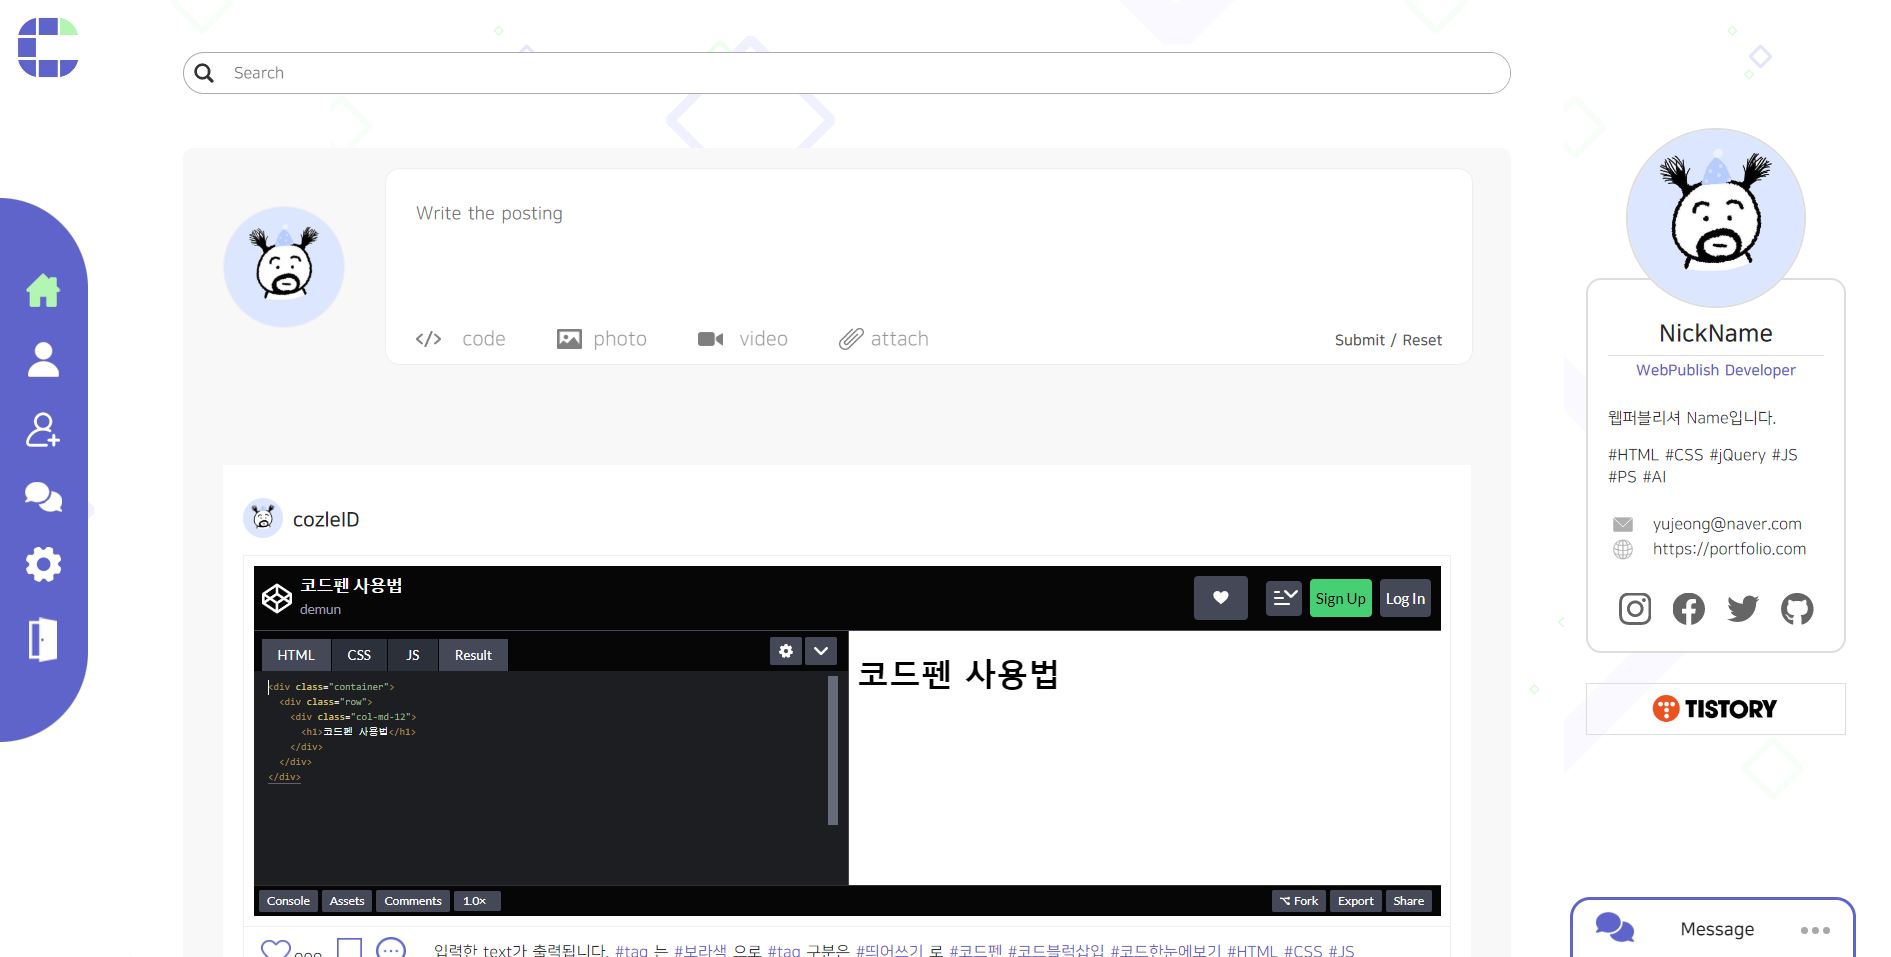 Search
Write the posting
</> code photo video attach
Submit / Reset
cozleID
코드펜 사용법
demun
Sign Up
Log In
HTML CSS JS Result
<div class="container">
<div class="row">
<div class="col-md-12">
<h1>코드펜 사용법</h1>
</div>
</div>
</div>
코드펜 사용법
Console Assets Comments 1.0×
Fork Export Share
입력한 text가 출력됩니다. #tag 는 #보라색 으로 #tag 구분은 #띄어쓰기 로 #코드펜 #코드블럭삽입 #코드한눈에보기 #HTML #CSS #JS
NickName
WebPublish Developer
웹퍼블리셔 Name입니다.
#HTML #CSS #jQuery #JS
#PS #AI
yujeong@naver.com
https://portfolio.com
TISTORY
Message